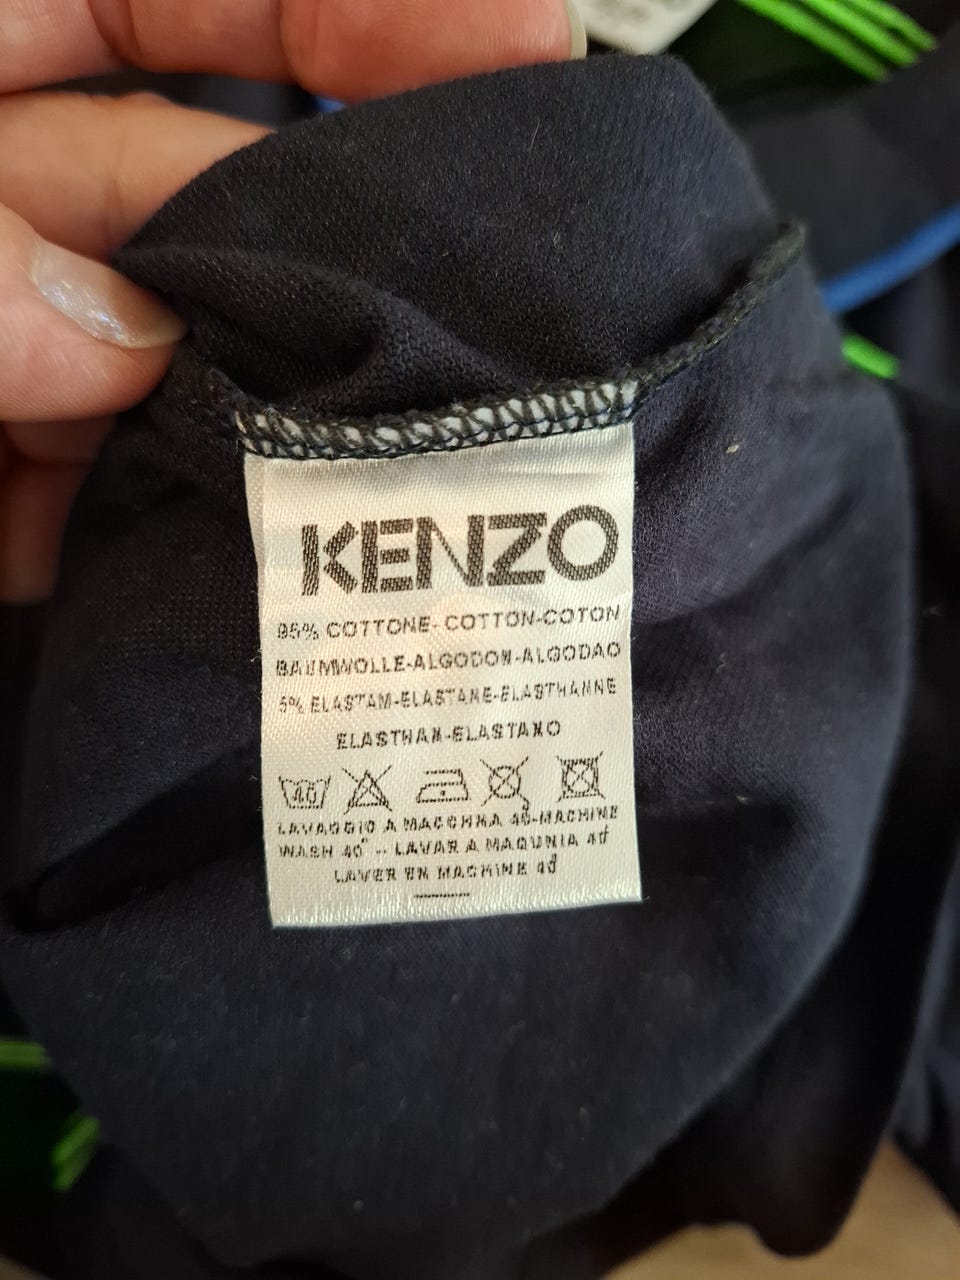 KENZO
95% COTTONE- COTTON-COTON
BAUMWOLLE-ALGODON-ALGODAO
5% ELASTAM-ELASTANE-ELASTHANNE
ELASTHAN-ELASTANO
40
LAVAGGIO A MACCHNA 40-MACHINE
WASH 40° -- LAVAR A MAQUNIA 40
LAVER EN MACHINE 40